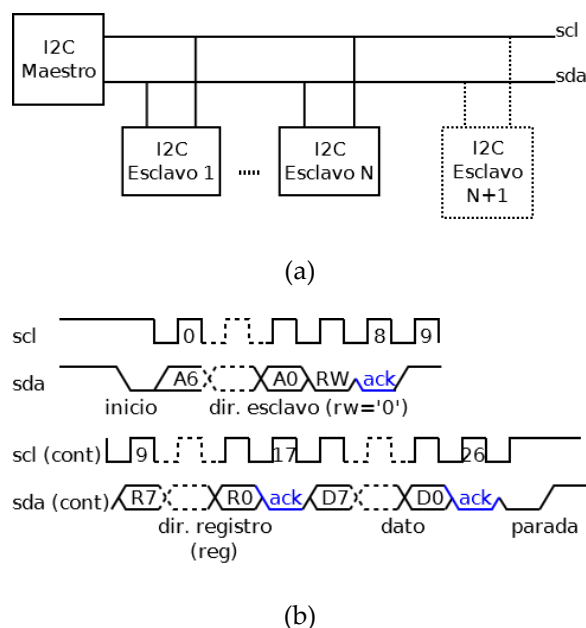 I2C
Maestro
scl
sda
I2C
Esclavo 1
I2C
Esclavo N
I2C
Esclavo
N+1
(a)
scl 0 8 9
sda A6 A0 RW ack
inicio dir. esclavo (rw='0')
scl (cont) 9 17 26
sda (cont) R7 R0 ack D7 D0 ack
dir. registro dato parada
(reg)
(b)